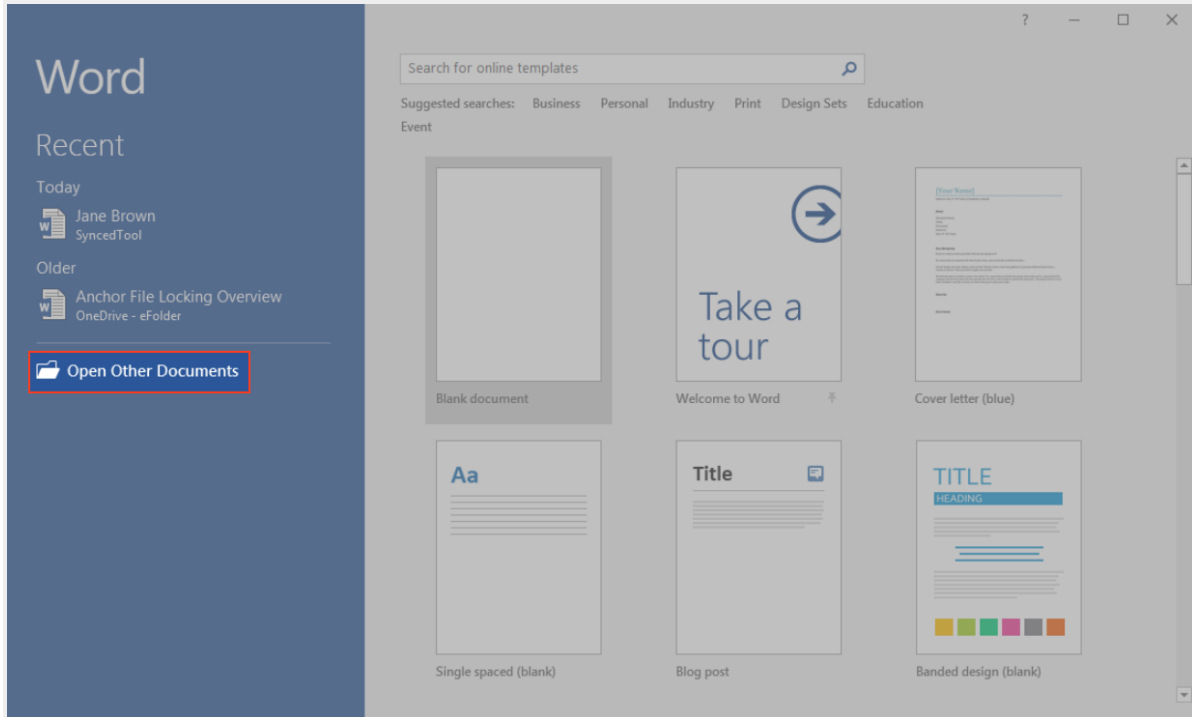 ?
Word
Search for online templates
Suggested searches: Business Personal Industry Print Design Sets Education
Event
Recent
Today
Jane Brown
SyncedTool
Older
Anchor File Locking Overview
OneDrive - eFolder
Open Other Documents
Take a
tour
[Your Name]
Blank document
Welcome to Word
Cover letter (blue)
Aa
Title
TITLE
HEADING
Single spaced (blank)
Blog post
Banded design (blank)